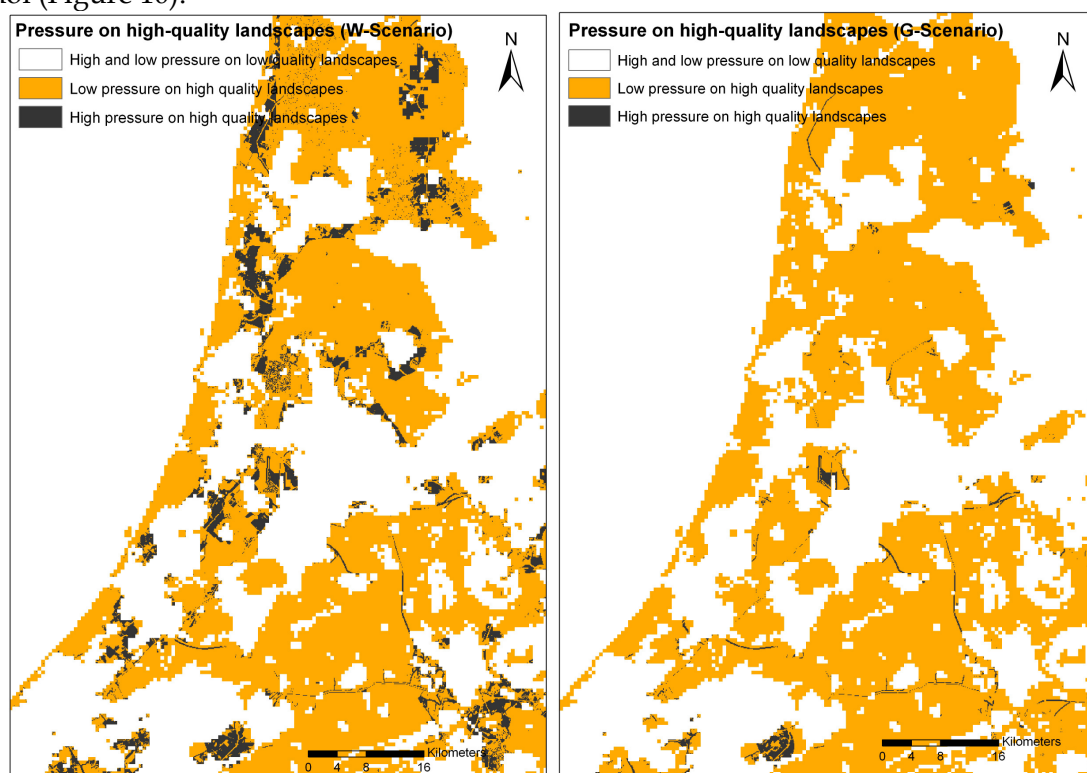 (Figure 10).
Pressure on high-quality landscapes (W-Scenario)
High and low pressure on low quality landscapes
Low pressure on high quality landscapes
High pressure on high quality landscapes
N
Kilometers
0 4 8 16
Pressure on high-quality landscapes (G-Scenario)
High and low pressure on low quality landscapes
Low pressure on high quality landscapes
High pressure on high quality landscapes
N
Kilometers
0 4 8 16